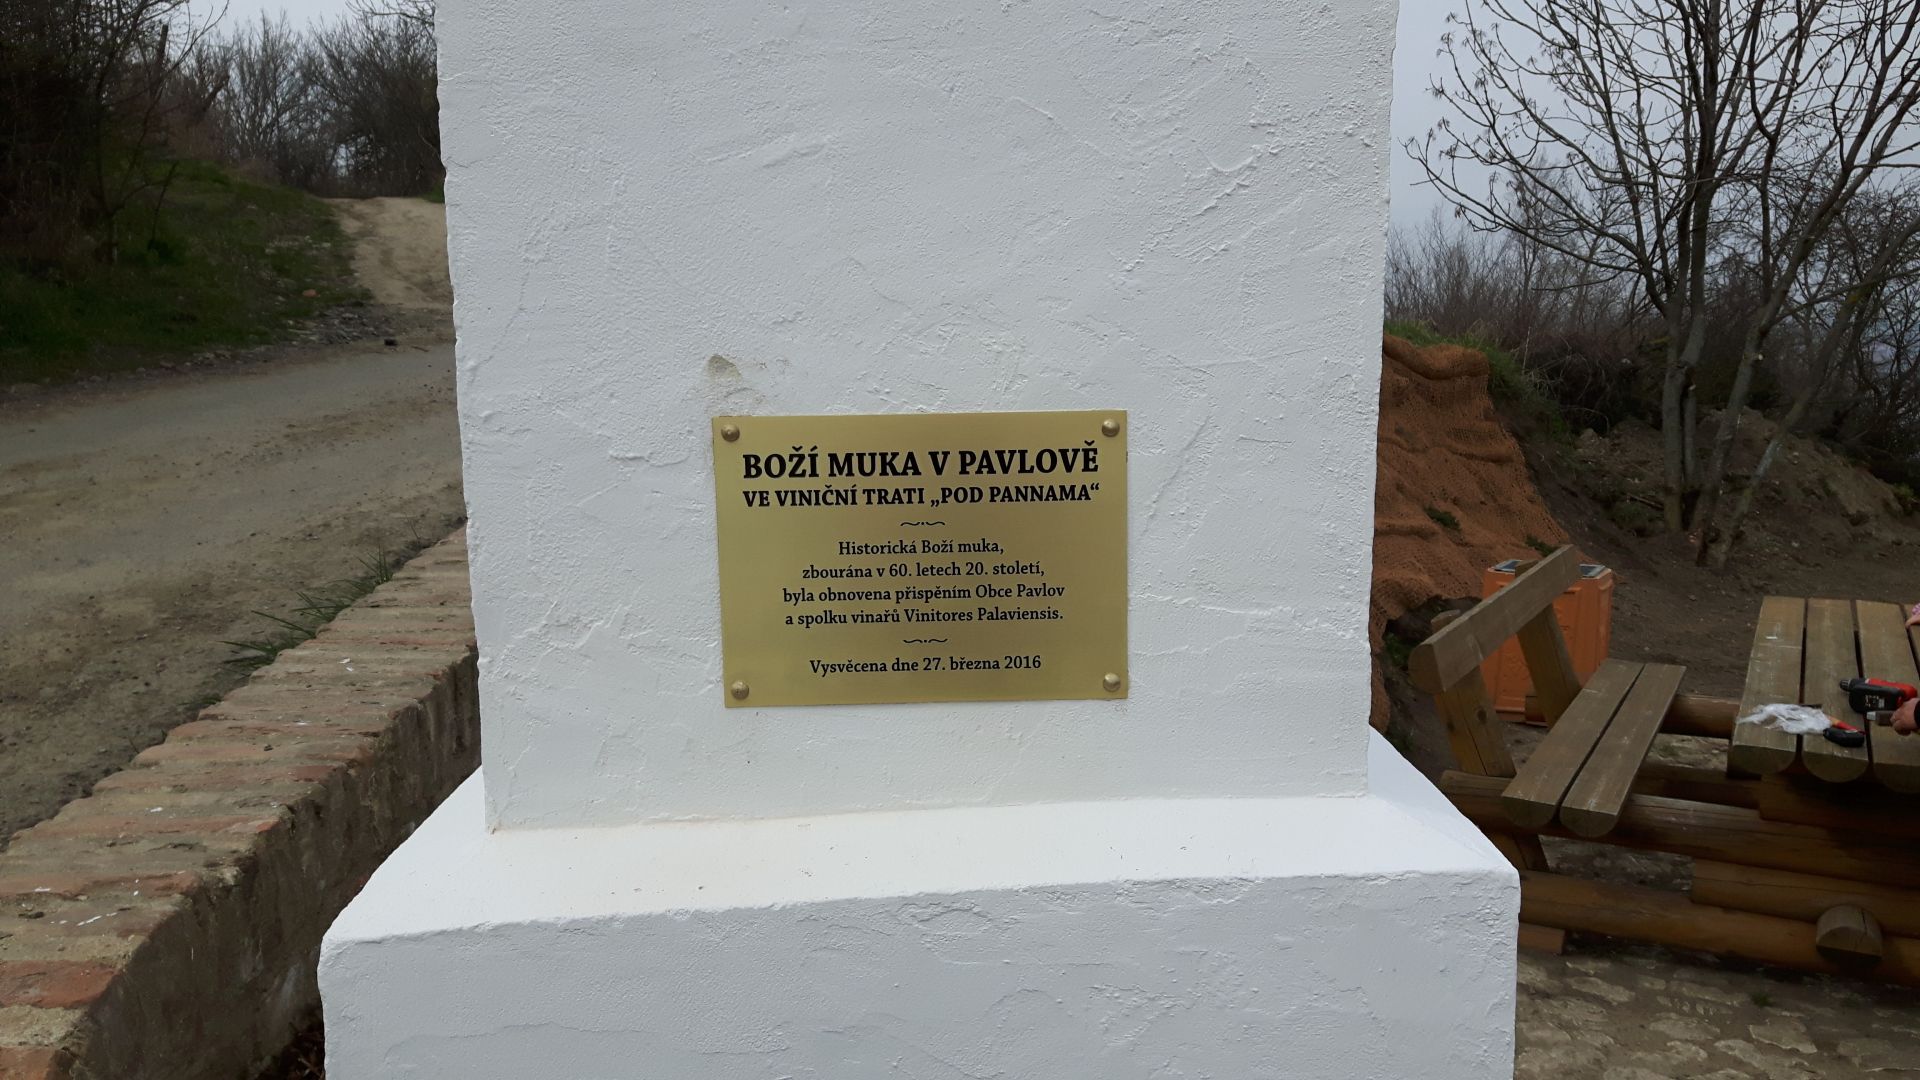 BOŽÍ MUKA V PAVLOVĚ
VE VINIČNÍ TRATI „POD PANNAMA“
Historická Boží muka,
zbourána v 60. letech 20. století,
byla obnovena přispěním Obce Pavlov
a spolku vinařů Vinitores Palaviensis.
Vysvěcena dne 27. března 2016